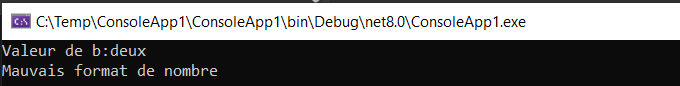 C:\Temp\ConsoleApp1\ConsoleApp1\bin\Debug\net8.0\ConsoleApp1.exe
Valeur de b:deux
Mauvais format de nombre